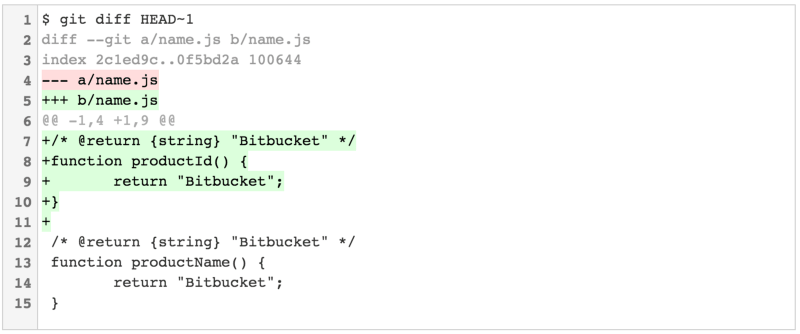 1 $ git diff HEAD~1
2 diff --git a/name.js b/name.js
3 index 2c1ed9c..0f5bd2a 100644
4 --- a/name.js
5 +++ b/name.js
6 @@ -1,4 +1,9 @@
7 +/* @return {string} "Bitbucket" */
8 +function productId() {
9 +       return "Bitbucket";
10 +}
11 +
12  /* @return {string} "Bitbucket" */
13  function productName() {
14         return "Bitbucket";
15  }